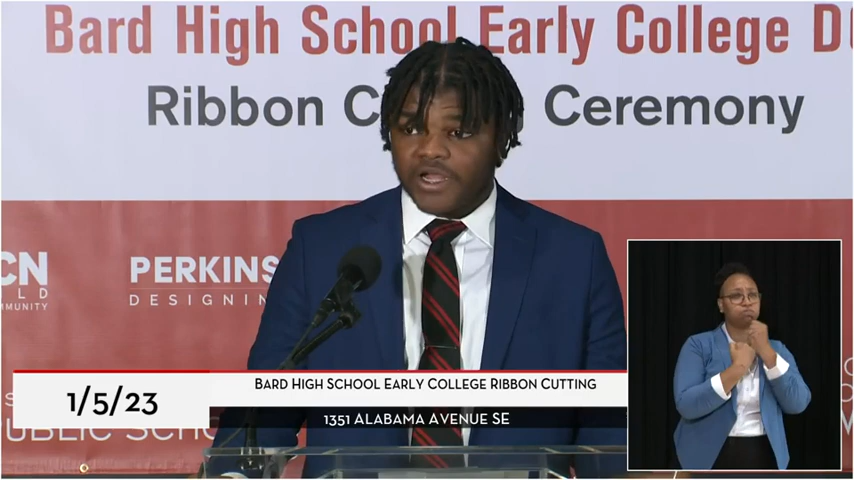 Bard High School Early College D
Ribbon Ceremony
PERKINS
DESIGNIN
1/5/23
BARD HIGH SCHOOL EARLY COLLEGE RIBBON CUTTING
1351 ALABAMA AVENUE SE